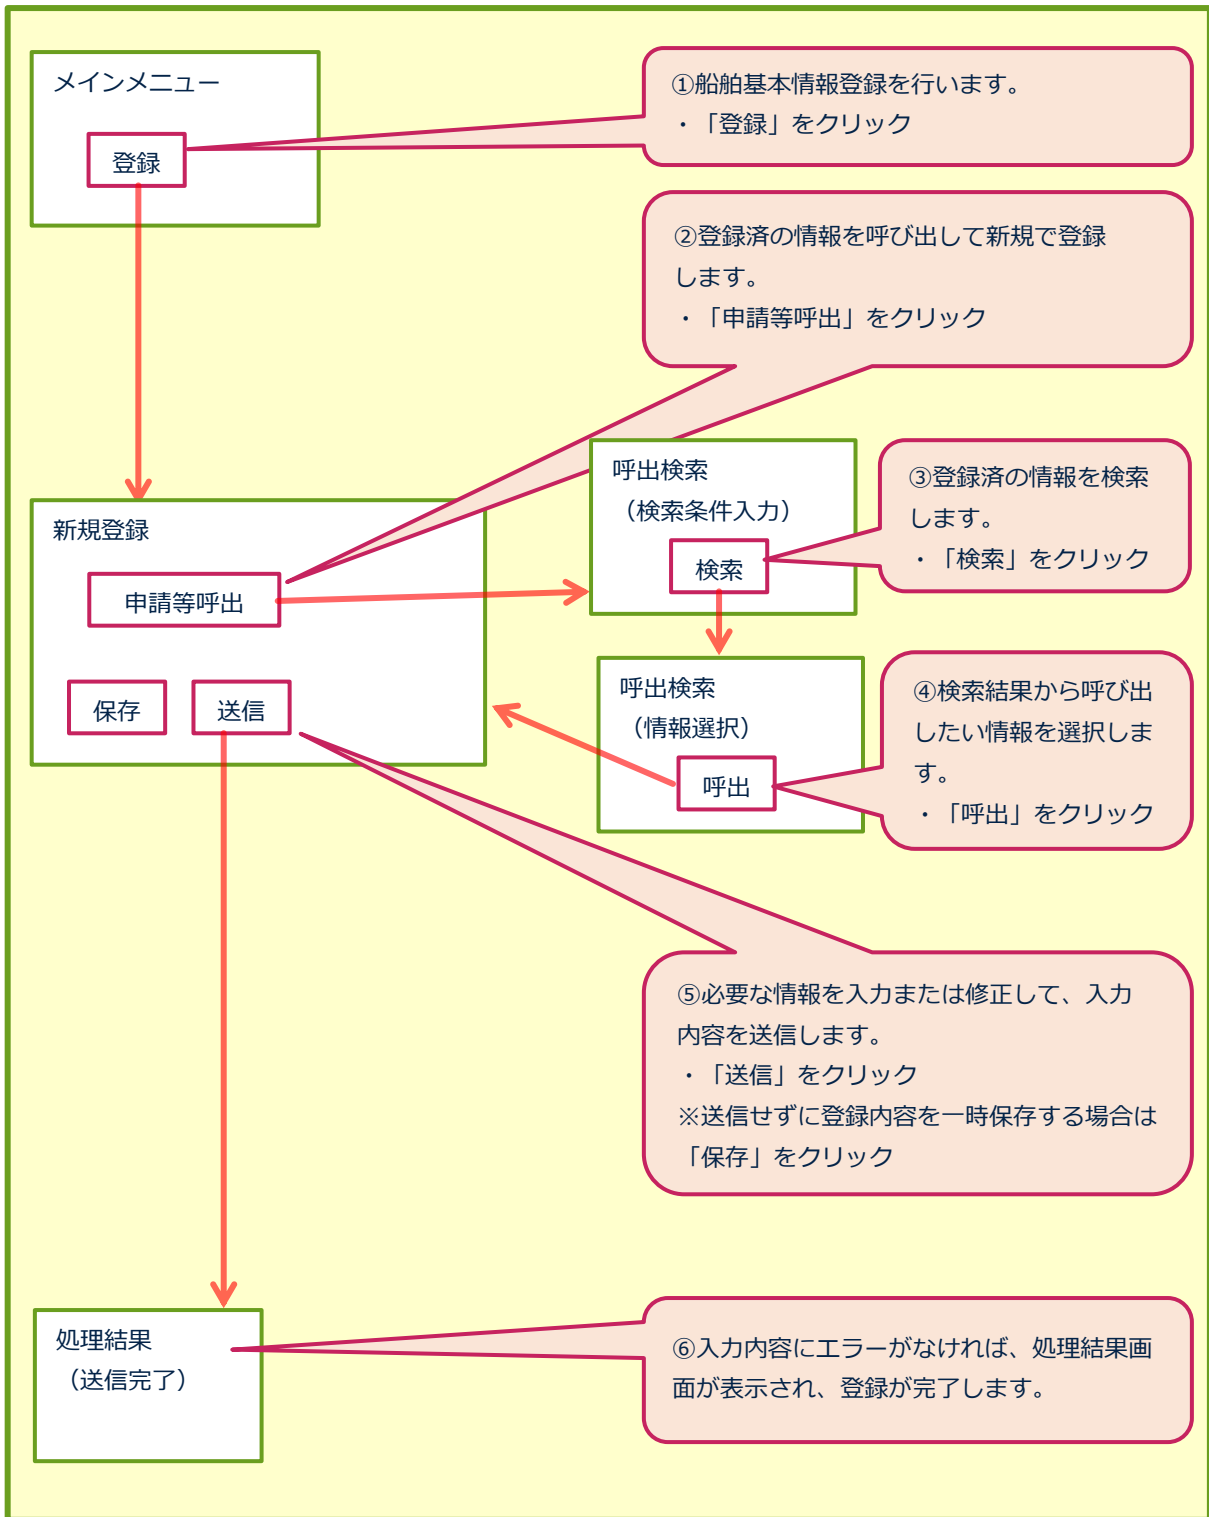 メインメニュー
登録
①船舶基本情報登録を行います。
・「登録」をクリック
②登録済の情報を呼び出して新規で登録
します。
・「申請等呼出」をクリック
新規登録
申請等呼出
保存
送信
呼出検索
（検索条件入力）
検索
③登録済の情報を検索
します。
・「検索」をクリック
呼出検索
（情報選択）
呼出
④検索結果から呼び出
したい情報を選択しま
す。
・「呼出」をクリック
⑤必要な情報を入力または修正して、入力
内容を送信します。
・「送信」をクリック
※送信せずに登録内容を一時保存する場合は
「保存」をクリック
処理結果
（送信完了）
⑥入力内容にエラーがなければ、処理結果画
面が表示され、登録が完了します。